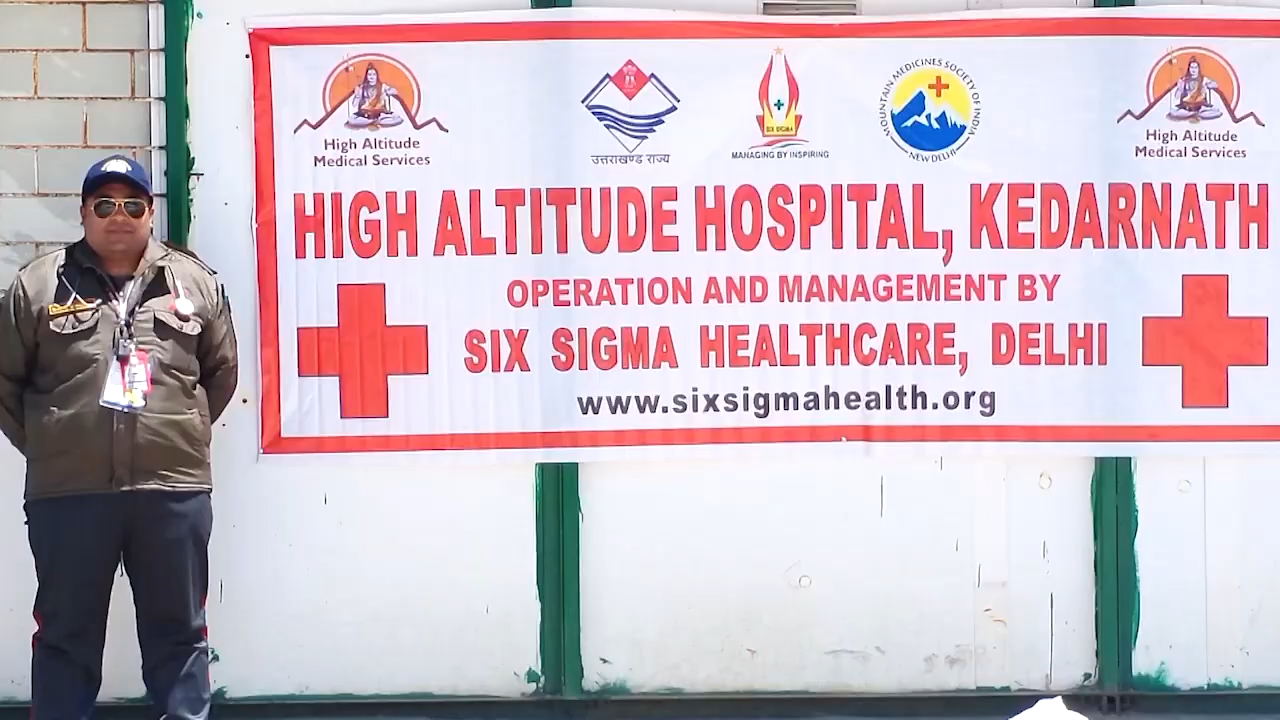 High Altitude
Medical Services
उत्तराखण्ड राज्य
SIX SIGMA
MANAGING BY INSPIRING
MOUNTAIN MEDICINES SOCIETY OF INDIA
NEW DELHI
High Altitude
Medical Services
HIGH ALTITUDE HOSPITAL, KEDARNATH
OPERATION AND MANAGEMENT BY
SIX SIGMA HEALTHCARE, DELHI
www.sixsigmahealth.org